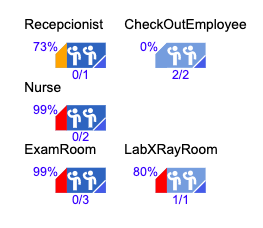 Recepcionist CheckOutEmployee
73% 0%
0/1 2/2
Nurse
99%
0/2
ExamRoom LabXRayRoom
99% 80%
0/3 1/1